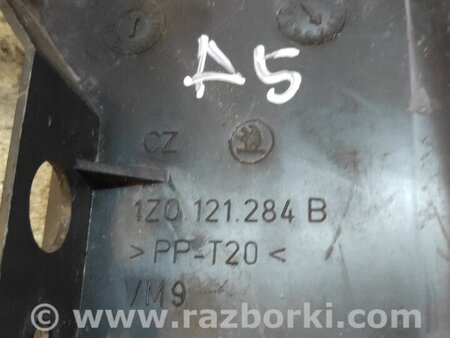 A5
CZ
1Z0.121.284 B
>PP-T20<
VM9
www.razborki.com